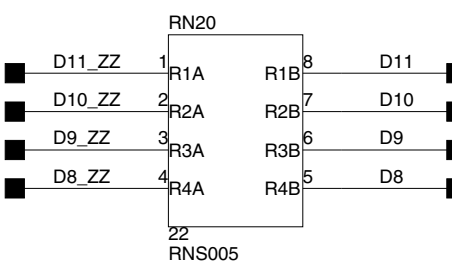 RN20
D11_ZZ 1 R1A R1B 8 D11
D10_ZZ 2 R2A R2B 7 D10
D9_ZZ 3 R3A R3B 6 D9
D8_ZZ 4 R4A R4B 5 D8
22
RNS005